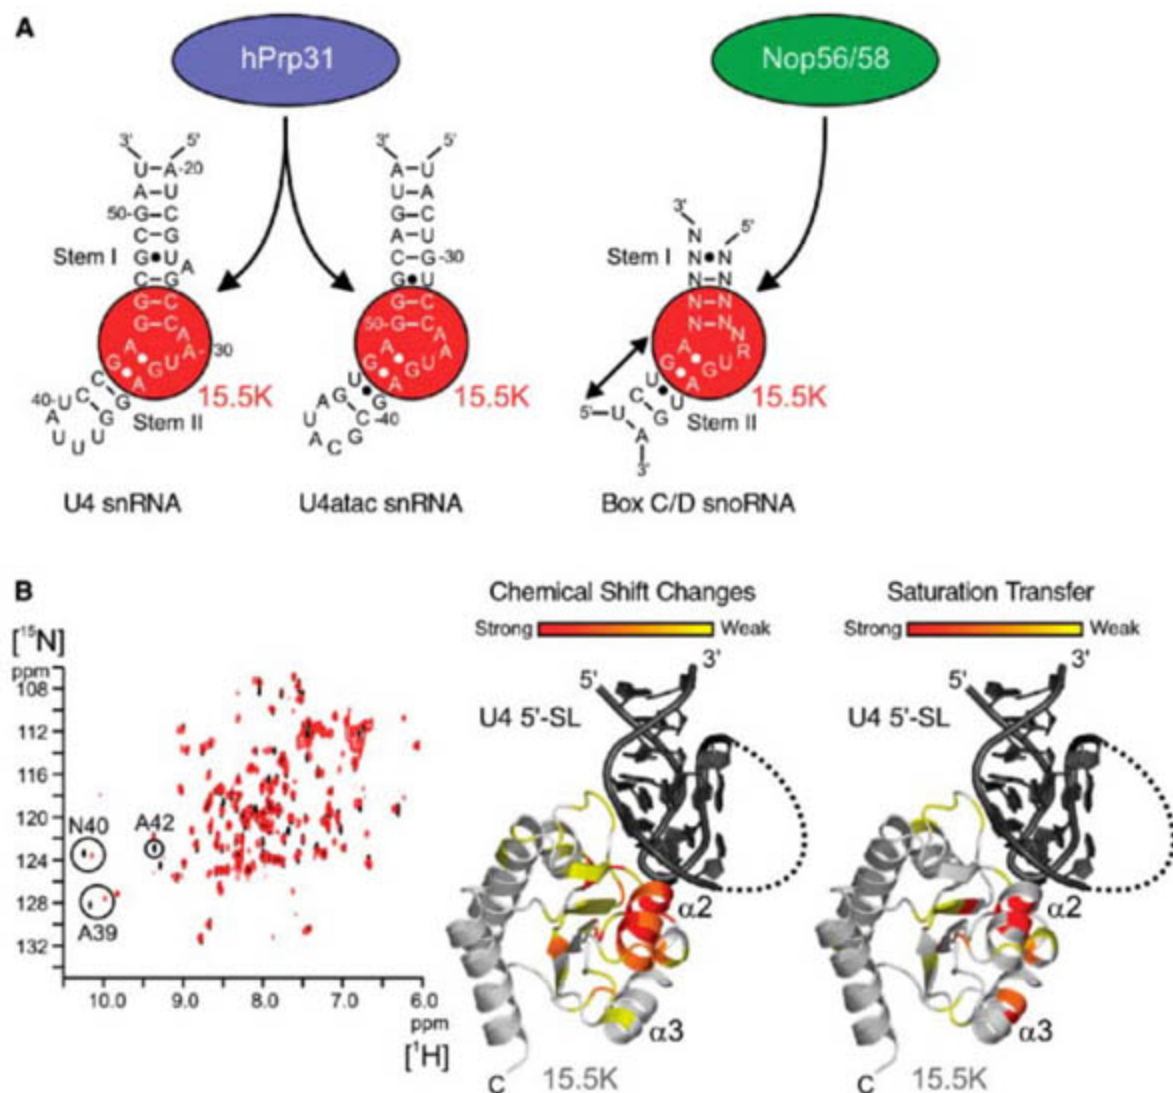 A
hPrp31
Nop56/58
3' 5'
U-A-20
A-U
50-G-C
C-G
Stem I G•U A
C-G
G-C
G-C
G A A A-30
A G U
15.5K
Stem II
40-
U4 snRNA
3' 5'
A-U
U-A
G-C
A-U
C-G-30
G•U
G-C
50-G-C
A A A
G A G U
15.5K
-40
U4atac snRNA
3'
N 5'
Stem I N•N
N-N
N-N
N-N N
A R
G A G U
15.5K
U•U
C-G
5'-U-A
3'
Stem II
Box C/D snoRNA
B
[15N]
ppm
108
112
116
120
124
128
132
N40
A42
A39
10.0 9.0 8.0 7.0 6.0
ppm
[1H]
Chemical Shift Changes
Strong Weak
5' 3'
U4 5'-SL
α2
α3
C 15.5K
Saturation Transfer
Strong Weak
5' 3'
U4 5'-SL
α2
α3
C 15.5K